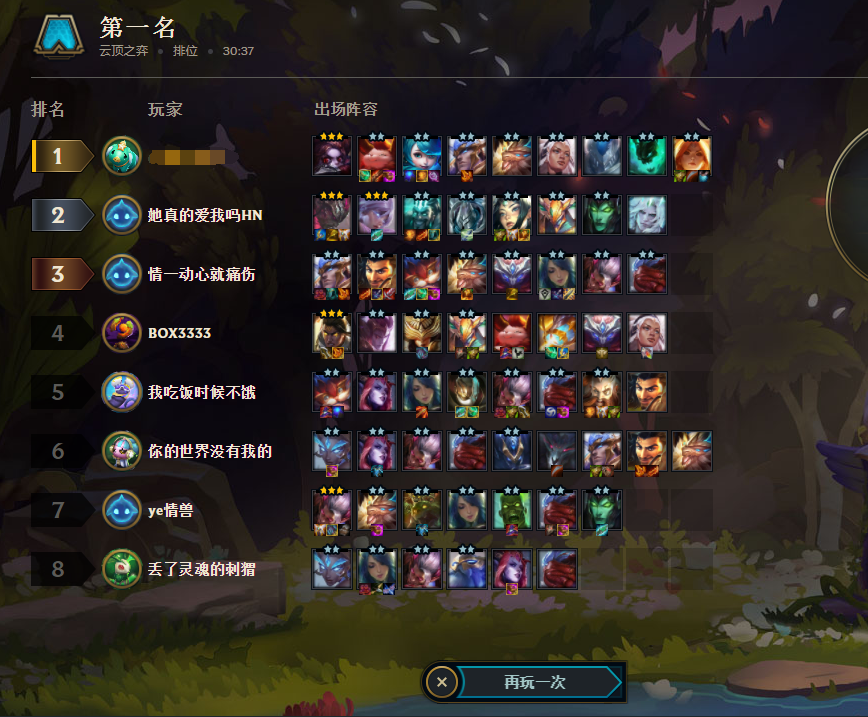 第一名
云顶之弈 • 排位 • 30:37
排名 玩家 出场阵容
1
2 她真的爱我吗HN
3 情一动心就痛伤
4 BOX3333
5 我吃饭时候不饿
6 你的世界没有我的
7 ye情兽
8 丢了灵魂的刺猬
再玩一次